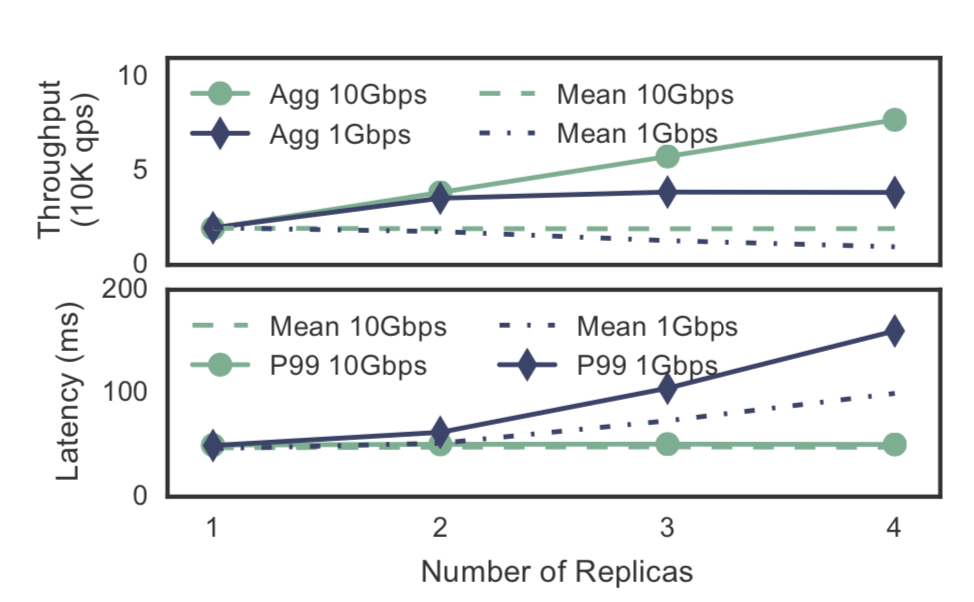 Throughput
(10K qps)
10
5
0
Agg 10Gbps
Mean 10Gbps
Agg 1Gbps
Mean 1Gbps
Latency (ms)
200
100
0
Mean 10Gbps
Mean 1Gbps
P99 10Gbps
P99 1Gbps
1
2
3
4
Number of Replicas